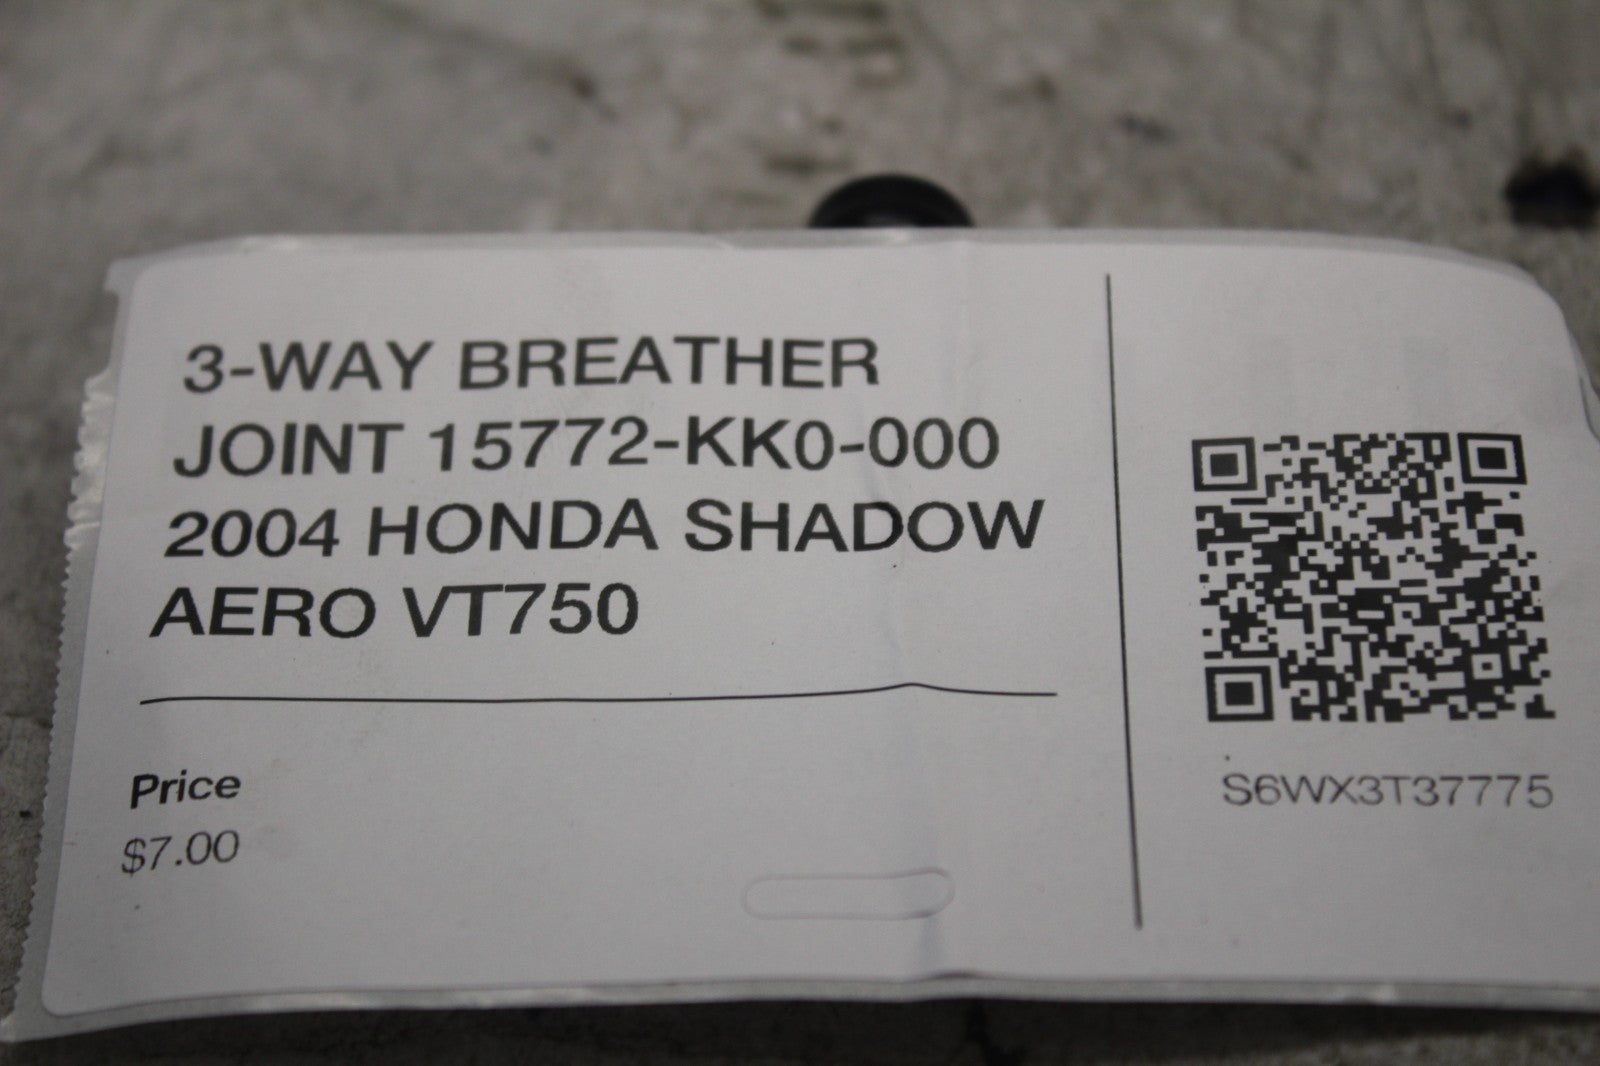 3-WAY BREATHER
JOINT 15772-KK0-000
2004 HONDA SHADOW
AERO VT750
Price
$7.00
S6WX3T37775